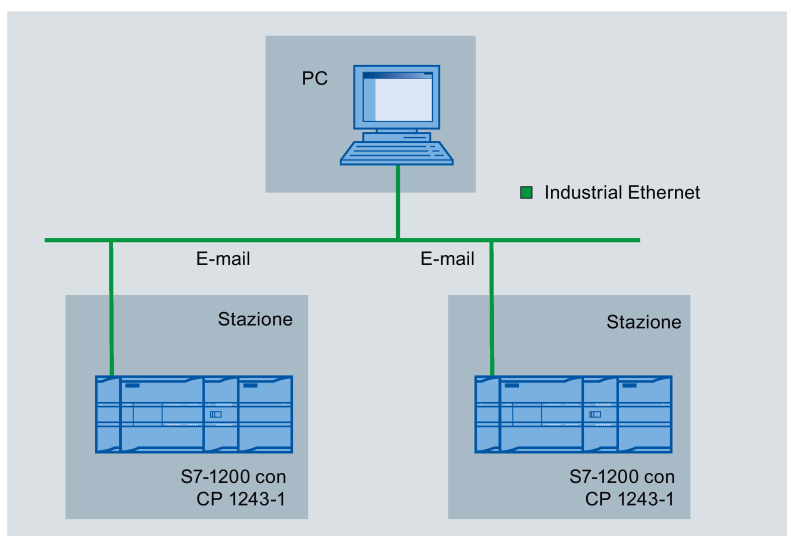 PC
Industrial Ethernet
E-mail
E-mail
Stazione
Stazione
S7-1200 con
CP 1243-1
S7-1200 con
CP 1243-1